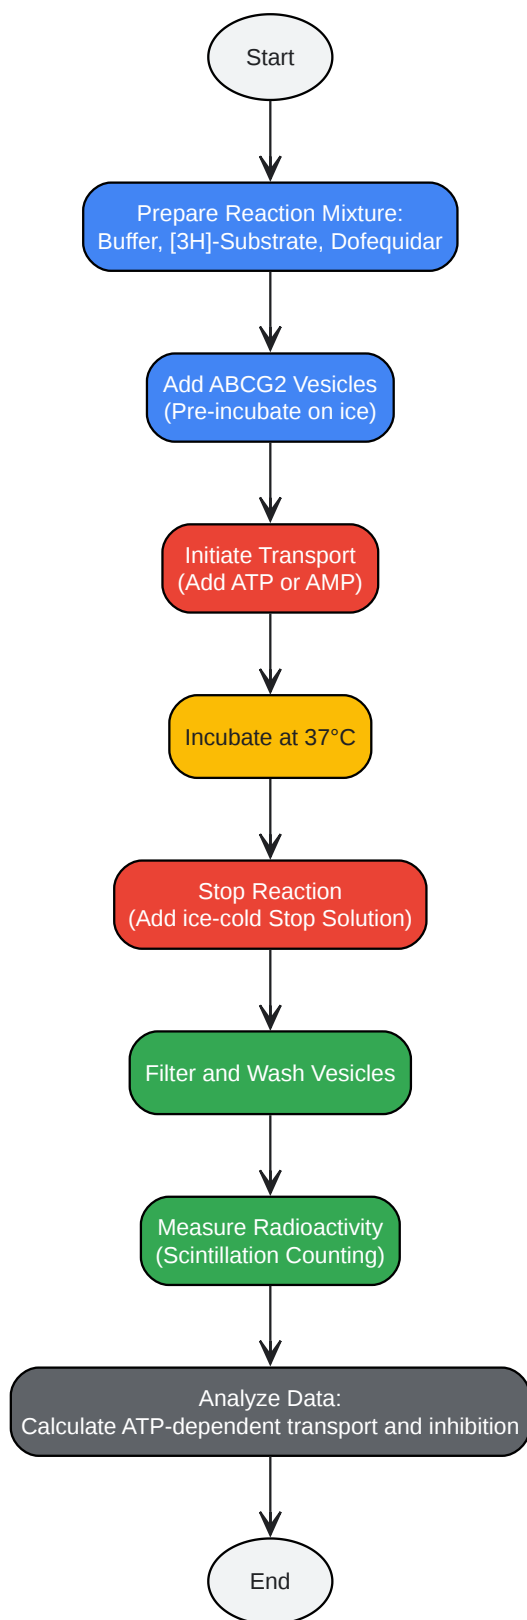 Start
Prepare Reaction Mixture:
Buffer, [3H]-Substrate, Dofequidar
Add ABCG2 Vesicles
(Pre-incubate on ice)
Initiate Transport
(Add ATP or AMP)
Incubate at 37°C
Stop Reaction
(Add ice-cold Stop Solution)
Filter and Wash Vesicles
Measure Radioactivity
(Scintillation Counting)
Analyze Data:
Calculate ATP-dependent transport and inhibition
End